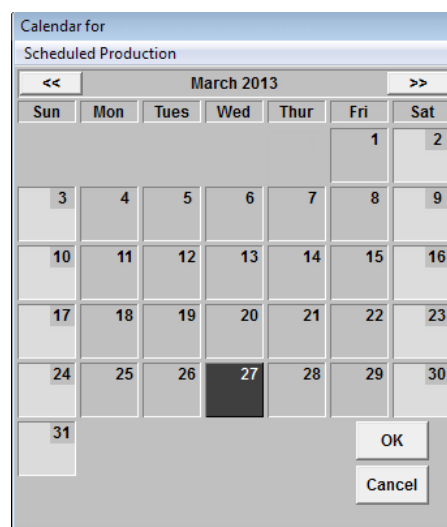 Calendar for
Scheduled Production
<< March 2013 >>
Sun Mon Tues Wed Thur Fri Sat
1 2
3 4 5 6 7 8 9
10 11 12 13 14 15 16
17 18 19 20 21 22 23
24 25 26 27 28 29 30
31
OK
Cancel